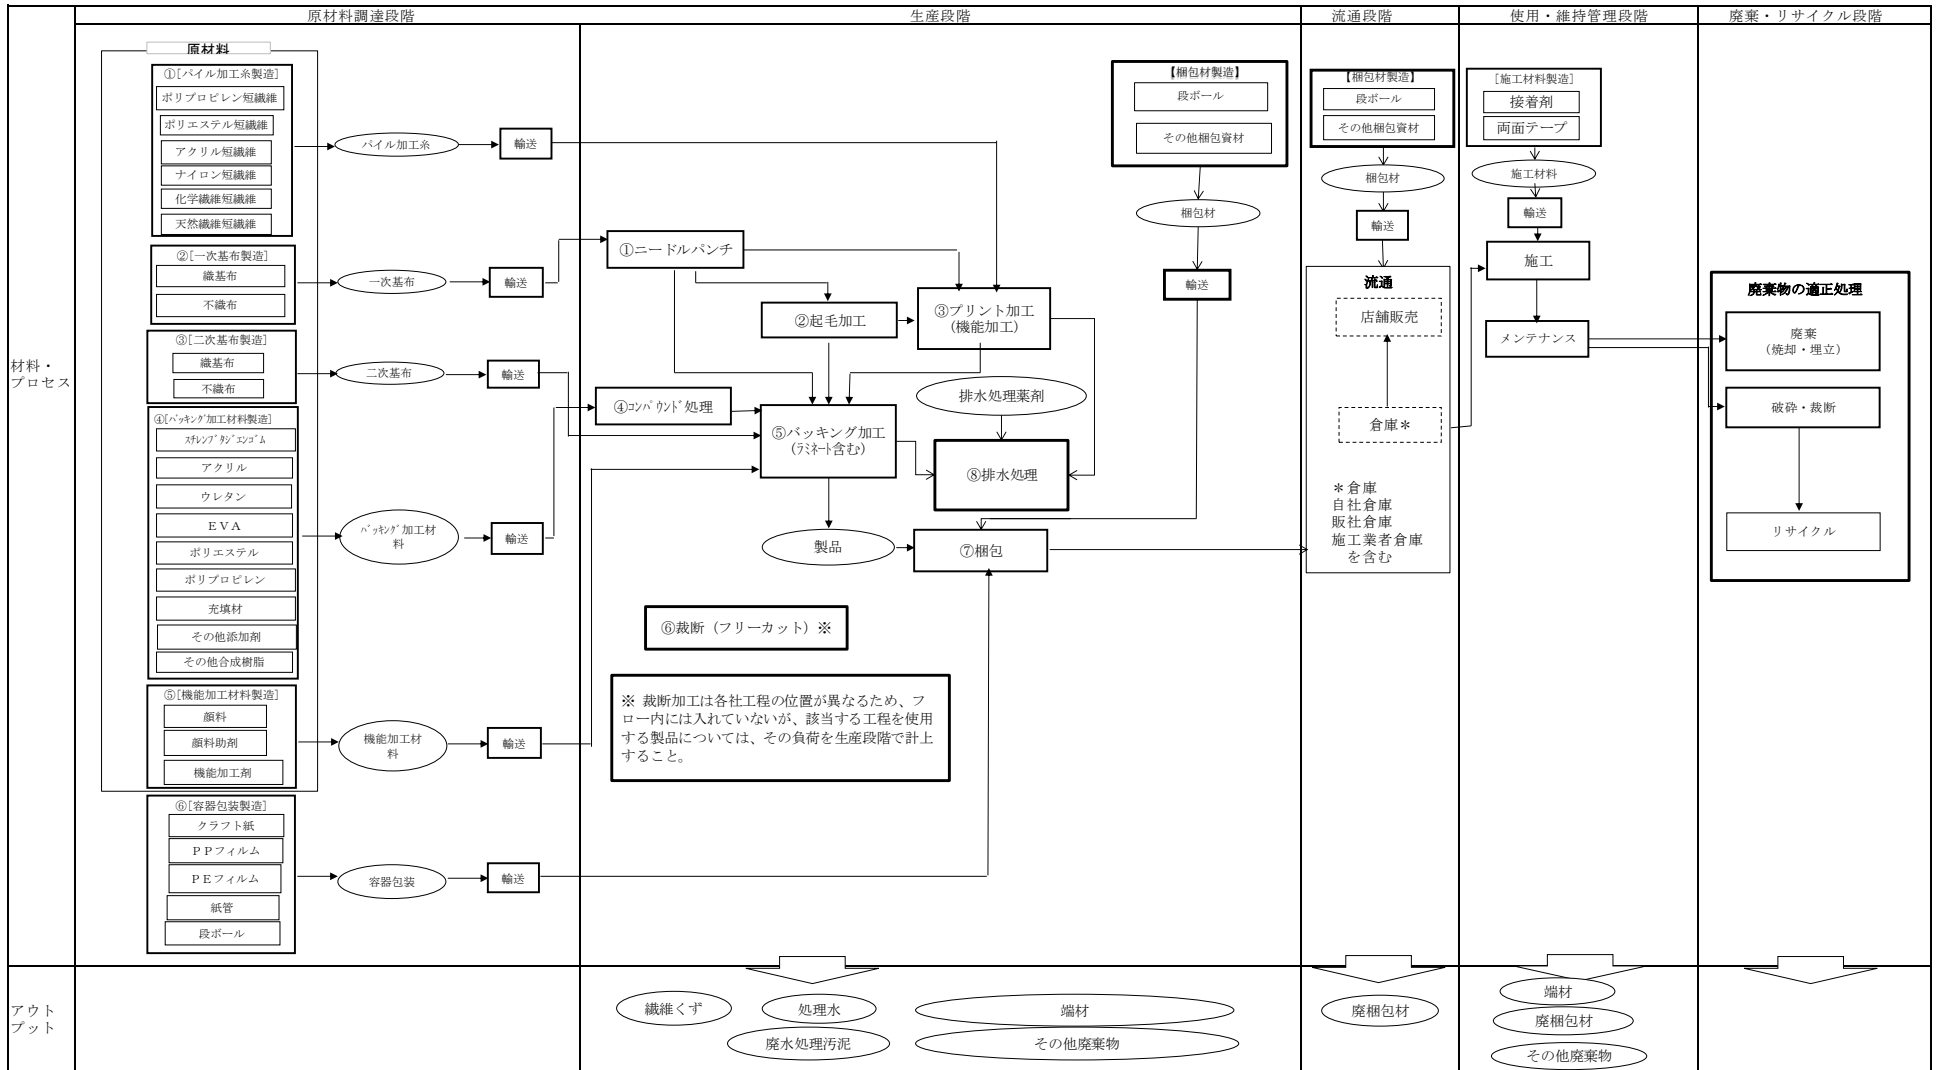 原材料調達段階
生産段階
流通段階
使用・維持管理段階
廃棄・リサイクル段階
材料・
プロセス
原材料
①[パイル加工糸製造]
ポリプロピレン短繊維
ポリエステル短繊維
アクリル短繊維
ナイロン短繊維
化学繊維短繊維
天然繊維短繊維
パイル加工糸
輸送
②[一次基布製造]
織基布
不織布
一次基布
輸送
③[二次基布製造]
織基布
不織布
二次基布
輸送
④[バッキング加工材料製造]
スチレンブタジエンゴム
アクリル
ウレタン
EVA
ポリエステル
ポリプロピレン
充填材
その他添加剤
その他合成樹脂
バッキング加工材
料
輸送
⑤[機能加工材料製造]
顔料
顔料助剤
機能加工剤
機能加工材
料
輸送
⑥[容器包装製造]
クラフト紙
PPフィルム
PEフィルム
紙管
段ボール
容器包装
輸送
①ニードルパンチ
②起毛加工
③プリント加工
(機能加工)
④コンパウンド処理
⑤バッキング加工
(ラミネート含む)
排水処理薬剤
⑧排水処理
製品
⑦梱包
⑥裁断(フリーカット)※
※ 裁断加工は各社工程の位置が異なるため、フ
ロー内には入れていないが、該当する工程を使用
する製品については、その負荷を生産段階で計上
すること。
【梱包材製造】
段ボール
その他梱包資材
梱包材
輸送
【梱包材製造】
段ボール
その他梱包資材
梱包材
輸送
流通
店舗販売
倉庫*
*倉庫
自社倉庫
販社倉庫
施工業者倉庫
を含む
[施工材料製造]
接着剤
両面テープ
施工材料
輸送
施工
メンテナンス
廃棄物の適正処理
廃棄
(焼却・埋立)
破砕・裁断
リサイクル
アウト
プット
繊維くず
処理水
端材
廃水処理汚泥
その他廃棄物
廃梱包材
端材
廃梱包材
その他廃棄物